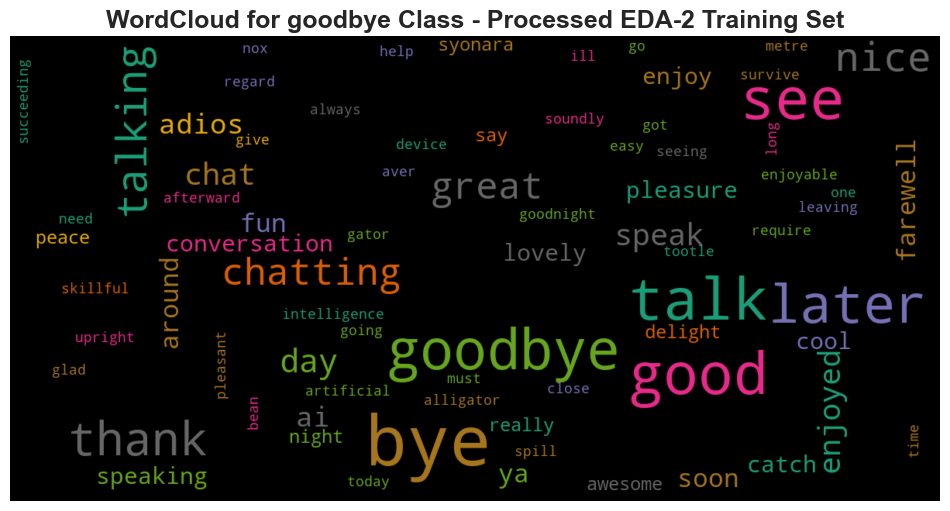 WordCloud for goodbye Class - Processed EDA-2 Training Set
succeeding
talking
nox
regard
help
syonara
ill
go
metre
nice
enjoy
survive
see
adios
give
always
device
say
soundly
got
easy
seeing
long
farewell
chat
afterward
aver
great
pleasure
enjoyable
one
leaving
need
peace
fun
conversation
gator
goodnight
lovely
speak
tootle
require
skillful
around
chatting
talk
later
upright
intelligence
going
goodbye
delight
cool
glad
pleasant
day
artificial
must
close
good
enjoyed
bean
ai
alligator
thank
night
bye
really
time
speaking
today
spill
ya
awesome
soon
catch